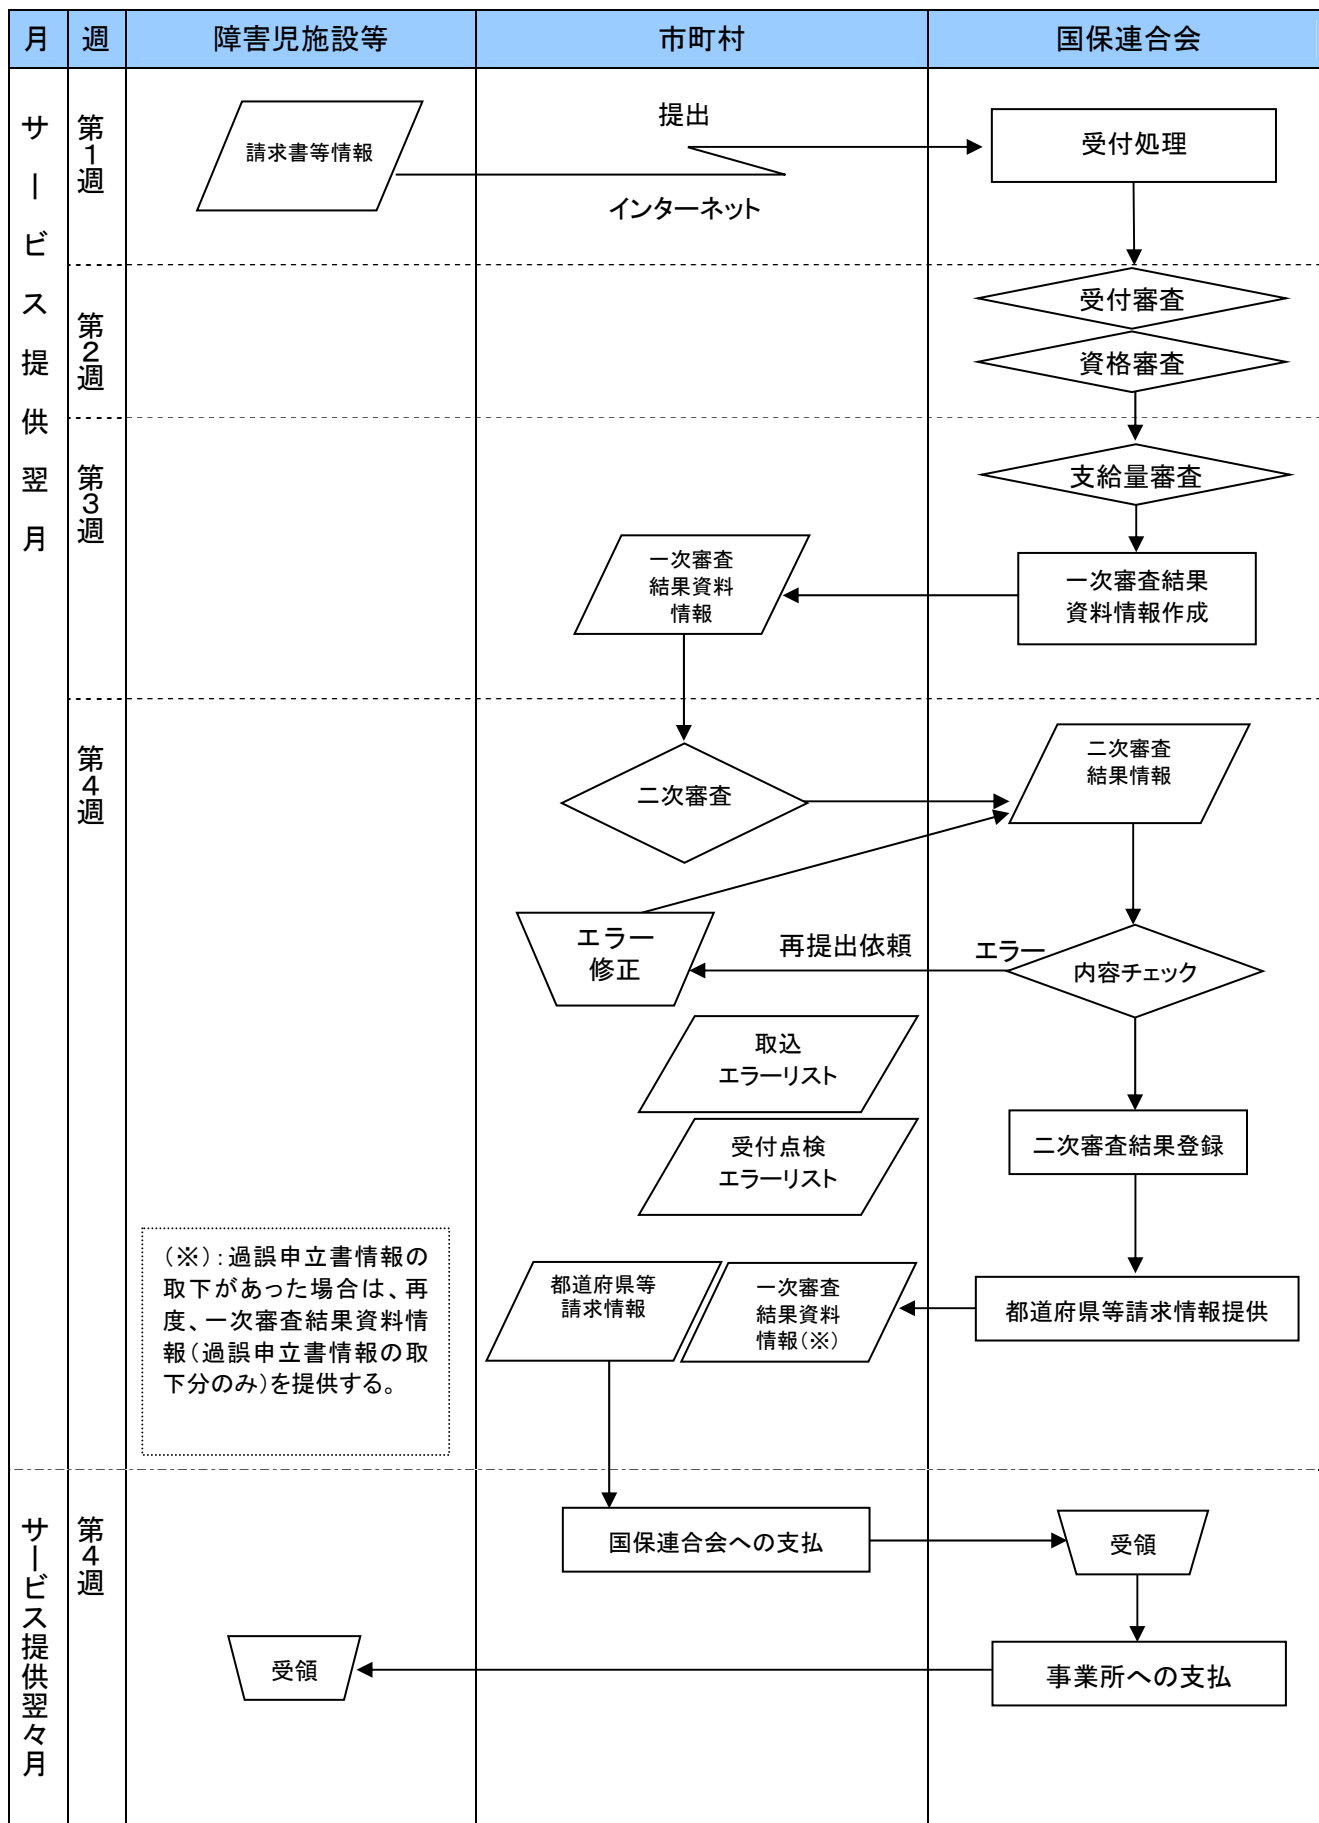 月 週 障害児施設等 市町村 国保連合会
サービス提供翌月
第1週
請求書等情報
提出
インターネット
受付処理
第2週
受付審査
資格審査
第3週
支給量審査
一次審査
結果資料
情報
一次審査結果
資料情報作成
第4週
二次審査
二次審査
結果情報
エラー
修正
再提出依頼
エラー
内容チェック
取込
エラーリスト
受付点検
エラーリスト
二次審査結果登録
(※):過誤申立書情報の
取下があった場合は、再
度、一次審査結果資料情
報(過誤申立書情報の取
下分のみ)を提供する。
都道府県等
請求情報
一次審査
結果資料
情報(※)
都道府県等請求情報提供
サービス提供翌々月
第4週
国保連合会への支払
受領
受領
事業所への支払